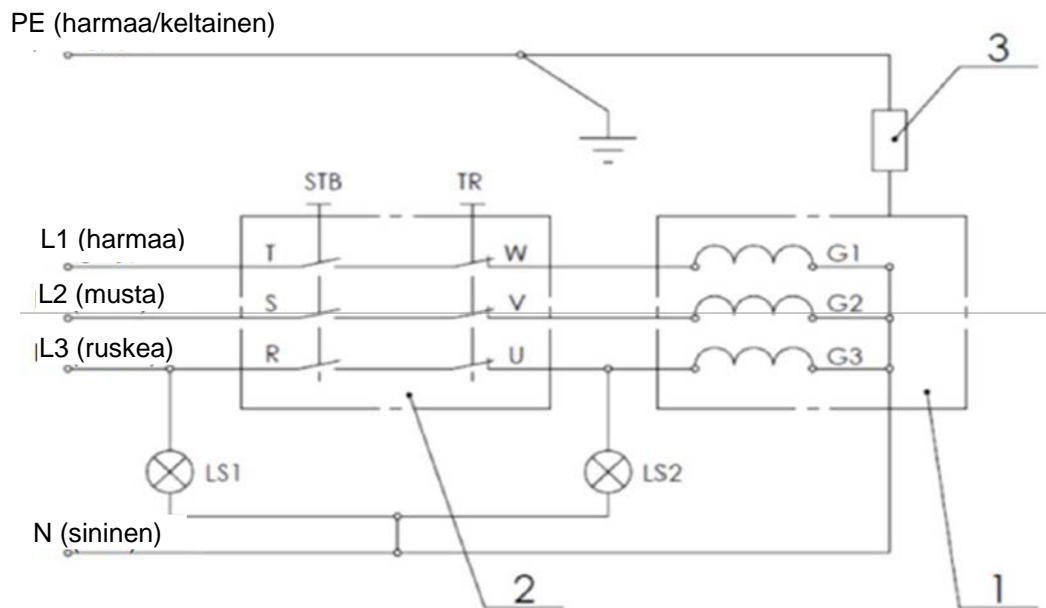 PE (harmaa/keltainen)
3
STB TR
L1 (harmaa) T W G1
L2 (musta) S V G2
L3 (ruskea) R U G3
LS1 LS2
N (sininen)
2 1